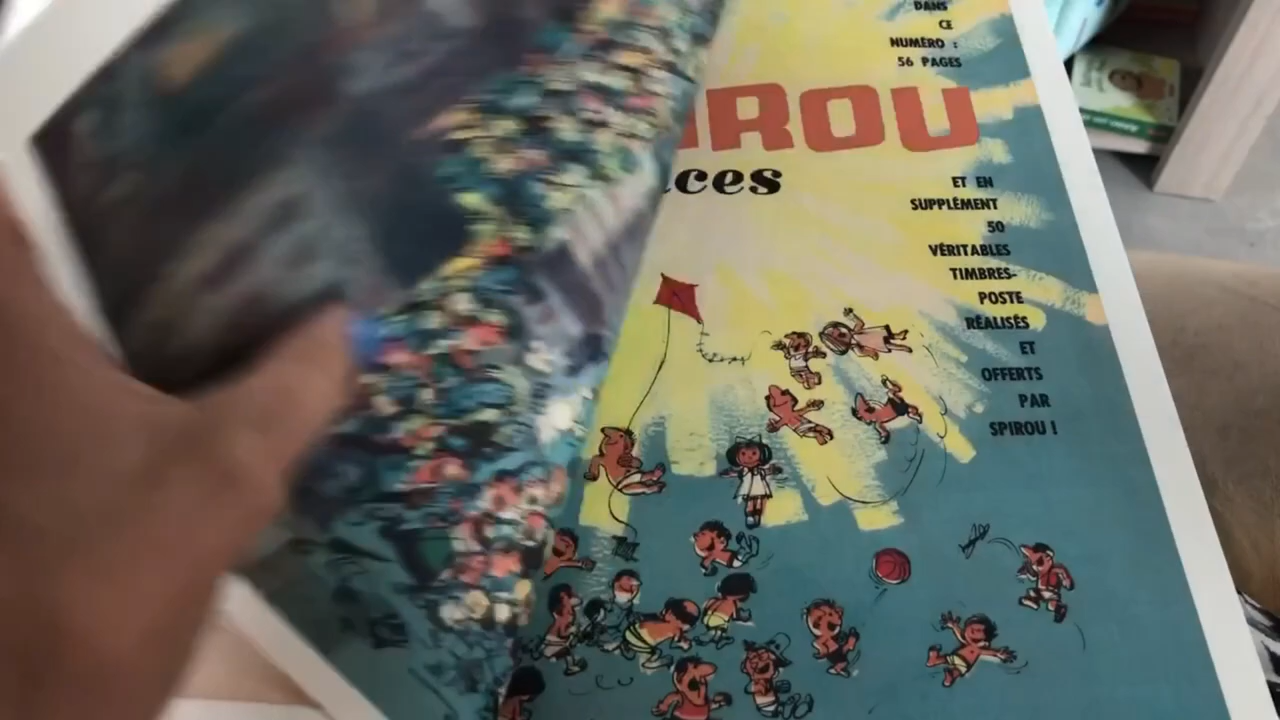 DANS
CE
NUMÉRO :
56 PAGES
IROU
ces
ET EN
SUPPLÉMENT
50
VÉRITABLES
TIMBRES-
POSTE
RÉALISÉS
ET
OFFERTS
PAR
SPIROU !